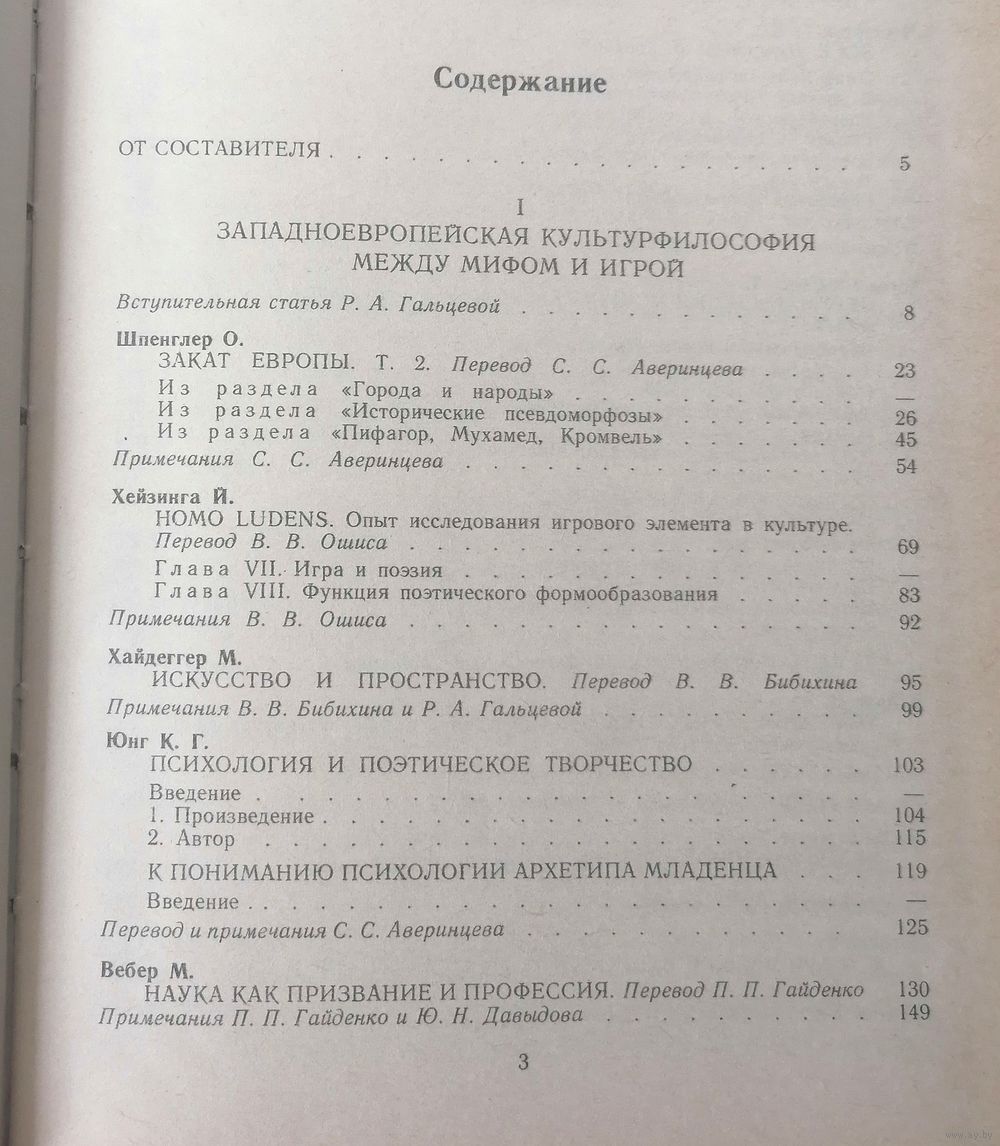 Содержание
ОТ СОСТАВИТЕЛЯ . . . . . . . . . . . . . . . . . . 5
I
ЗАПАДНОЕВРОПЕЙСКАЯ КУЛЬТУРФИЛОСОФИЯ
МЕЖДУ МИФОМ И ИГРОЙ
Вступительная статья Р. А. Гальцевой . . . . . . . . . . . . 8
Шпенглер О.
ЗАКАТ ЕВРОПЫ. Т. 2. Перевод С. С. Аверинцева . . . . 23
Из раздела «Города и народы» . . . . . . . . . . —
Из раздела «Исторические псевдоморфозы» . . . . . . 26
Из раздела «Пифагор, Мухамед, Кромвель» . . . . . . 45
Примечания С. С. Аверинцева . . . . . . . . . . . . . . 54
Хейзинга Й.
HOMO LUDENS. Опыт исследования игрового элемента в культуре.
Перевод В. В. Ошиса . . . . . . . . . . . . . . . . 69
Глава VII. Игра и поэзия . . . . . . . . . . . . . . —
Глава VIII. Функция поэтического формообразования . . . . . 83
Примечания В. В. Ошиса . . . . . . . . . . . . . . . . 92
Хайдеггер М.
ИСКУССТВО И ПРОСТРАНСТВО. Перевод В. В. Бибихина 95
Примечания В. В. Бибихина и Р. А. Гальцевой . . . . . . . . . . 99
Юнг К. Г.
ПСИХОЛОГИЯ И ПОЭТИЧЕСКОЕ ТВОРЧЕСТВО . . . . . . 103
Введение . . . . . . . . . . . . . . . . . . . . —
1. Произведение . . . . . . . . . . . . . . . . . 104
2. Автор . . . . . . . . . . . . . . . . . . . 115
К ПОНИМАНИЮ ПСИХОЛОГИИ АРХЕТИПА МЛАДЕНЦА . . . 119
Введение . . . . . . . . . . . . . . . . . . . . —
Перевод и примечания С. С. Аверинцева . . . . . . . . . . . 125
Вебер М.
НАУКА КАК ПРИЗВАНИЕ И ПРОФЕССИЯ. Перевод П. П. Гайденко 130
Примечания П. П. Гайденко и Ю. Н. Давыдова . . . . . . . . . . 149
3
www.ay.by